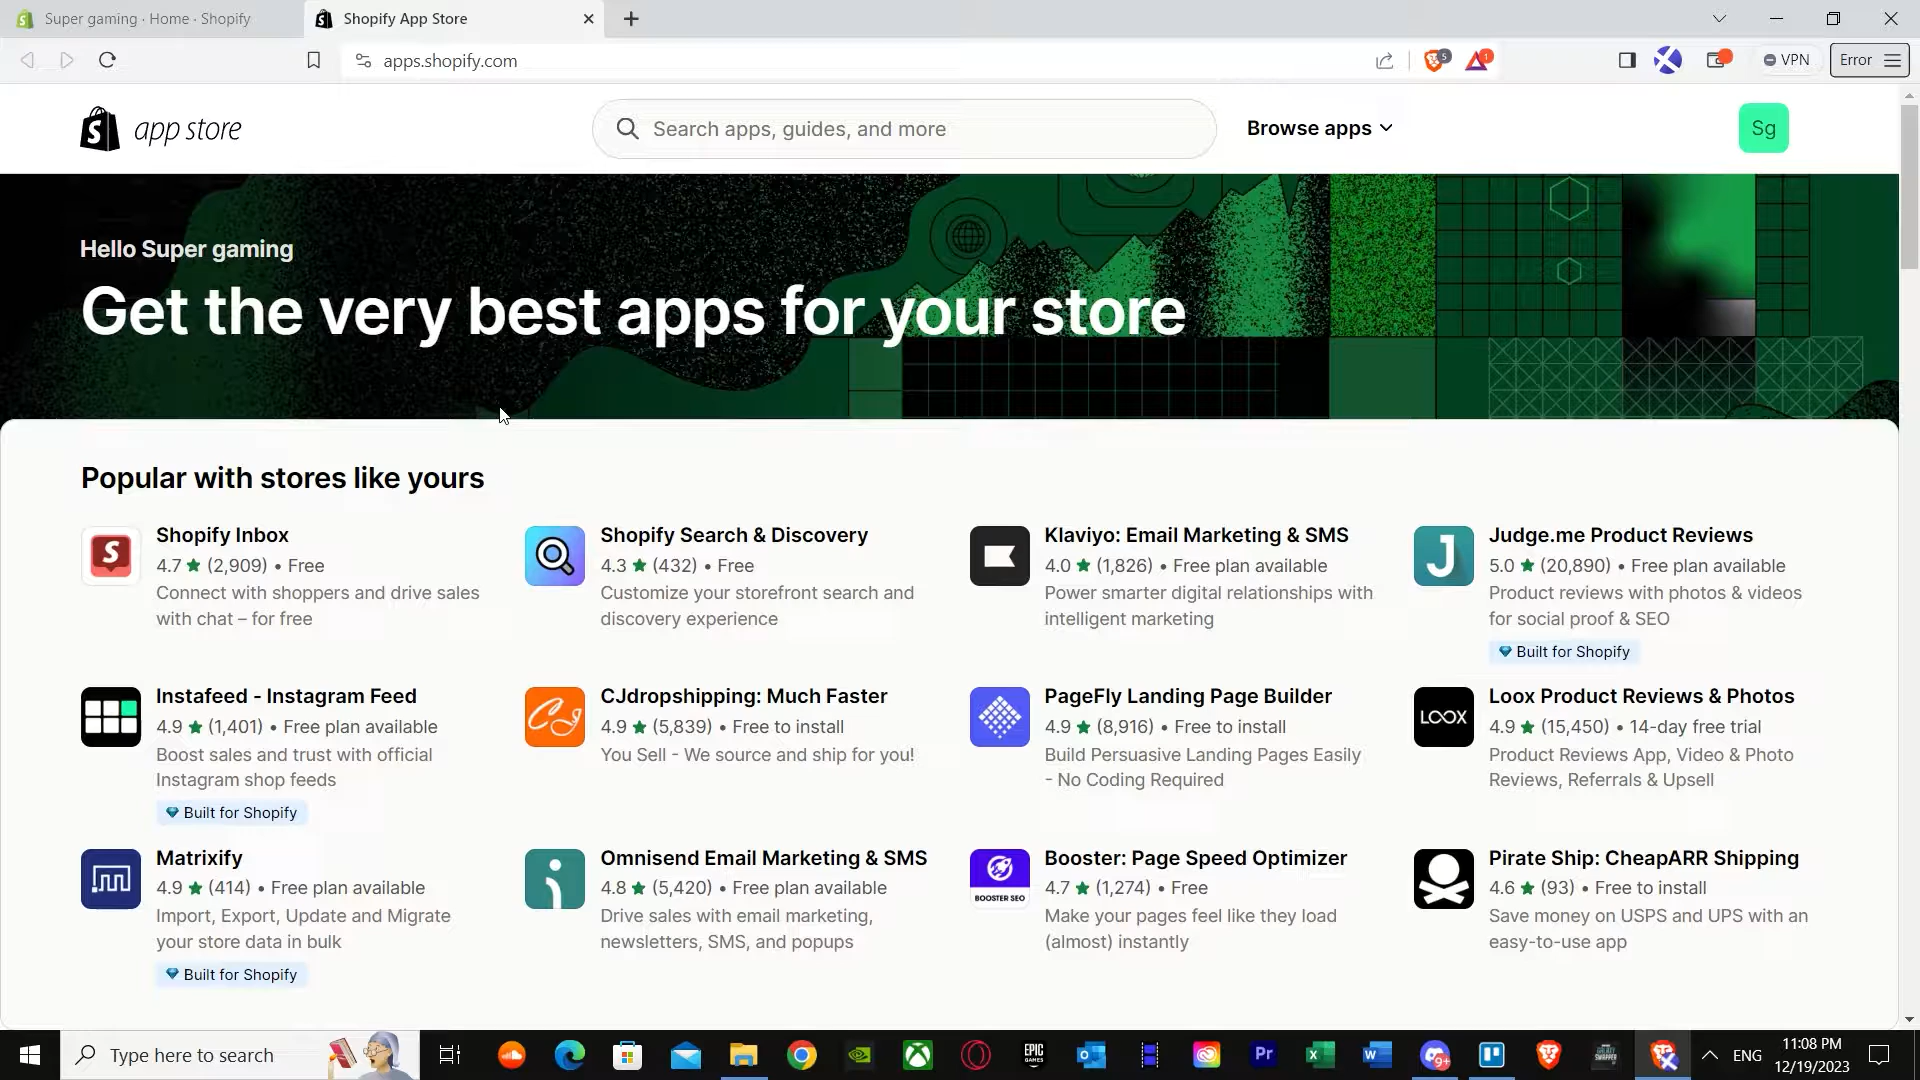 Super gaming · Home · Shopify
Shopify App Store
apps.shopify.com
5
1
VPN
Error
app store
Search apps, guides, and more
Browse apps
Sg
Hello Super gaming
Get the very best apps for your store
Popular with stores like yours
Shopify Inbox
4.7 ★ (2,909) • Free
Connect with shoppers and drive sales
with chat – for free
Shopify Search & Discovery
4.3 ★ (432) • Free
Customize your storefront search and
discovery experience
Klaviyo: Email Marketing & SMS
4.0 ★ (1,826) • Free plan available
Power smarter digital relationships with
intelligent marketing
Judge.me Product Reviews
5.0 ★ (20,890) • Free plan available
Product reviews with photos & videos
for social proof & SEO
Built for Shopify
Instafeed - Instagram Feed
4.9 ★ (1,401) • Free plan available
Boost sales and trust with official
Instagram shop feeds
Built for Shopify
CJdropshipping: Much Faster
4.9 ★ (5,839) • Free to install
You Sell - We source and ship for you!
PageFly Landing Page Builder
4.9 ★ (8,916) • Free to install
Build Persuasive Landing Pages Easily
- No Coding Required
LOOX
Loox Product Reviews & Photos
4.9 ★ (15,450) • 14-day free trial
Product Reviews App, Video & Photo
Reviews, Referrals & Upsell
Matrixify
4.9 ★ (414) • Free plan available
Import, Export, Update and Migrate
your store data in bulk
Built for Shopify
Omnisend Email Marketing & SMS
4.8 ★ (5,420) • Free plan available
Drive sales with email marketing,
newsletters, SMS, and popups
BOOSTER SEO
Booster: Page Speed Optimizer
4.7 ★ (1,274) • Free
Make your pages feel like they load
(almost) instantly
Pirate Ship: CheapARR Shipping
4.6 ★ (93) • Free to install
Save money on USPS and UPS with an
easy-to-use app
Type here to search
EPIC
GAMES
Pr
9+
ENG
11:08 PM
12/19/2023